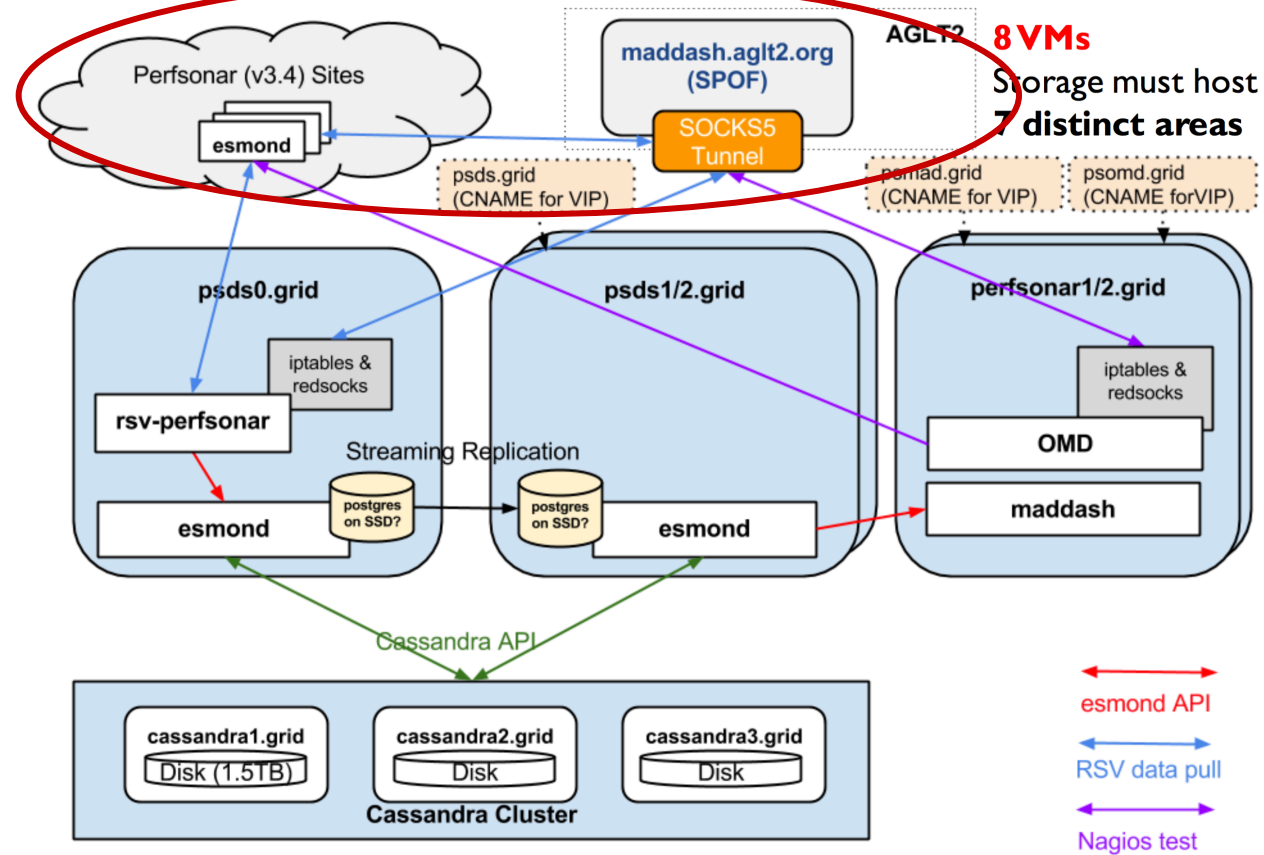 Perfsonar (v3.4) Sites
esmond
maddash.aglt2.org
(SPOF)
SOCKS5
Tunnel
AGLT2
8 VMs
Storage must host
7 distinct areas
psds.grid
(CNAME for VIP)
psmad.grid
(CNAME for VIP)
psomd.grid
(CNAME forVIP)
psds0.grid
iptables &
redsocks
rsv-perfsonar
Streaming Replication
postgres
on SSD?
esmond
psds1/2.grid
postgres
on SSD?
esmond
perfsonar1/2.grid
iptables &
redsocks
OMD
maddash
Cassandra API
cassandra1.grid
Disk (1.5TB)
cassandra2.grid
Disk
cassandra3.grid
Disk
Cassandra Cluster
esmond API
RSV data pull
Nagios test